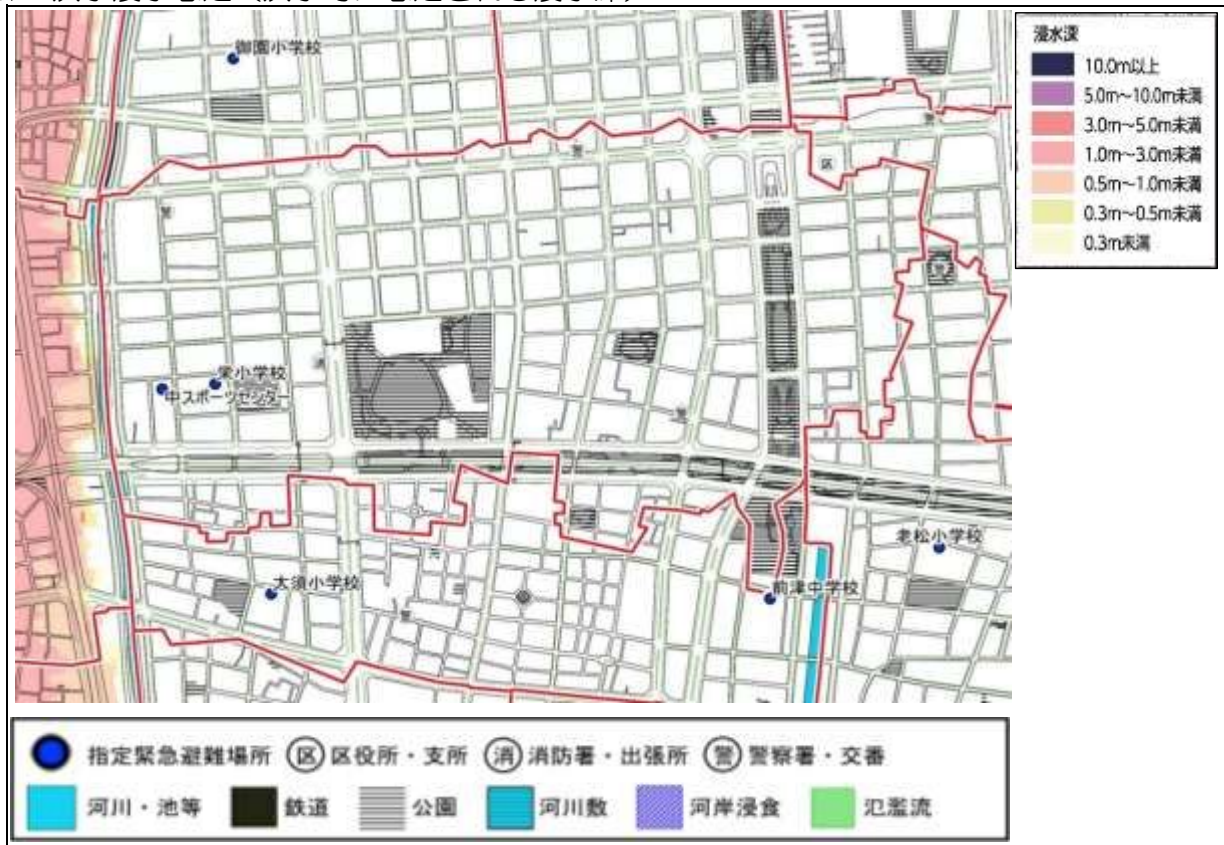 御園小学校
区
栄小学校
中スポーツセンター
大須小学校
前津中学校
老松小学校
浸水深
10.0m以上
5.0m～10.0m未満
3.0m～5.0m未満
1.0m～3.0m未満
0.5m～1.0m未満
0.3m～0.5m未満
0.3m未満
指定緊急避難場所 区 区役所・支所 消 消防署・出張所 警 警察署・交番
河川・池等 鉄道 公園 河川敷 河岸浸食 氾濫流